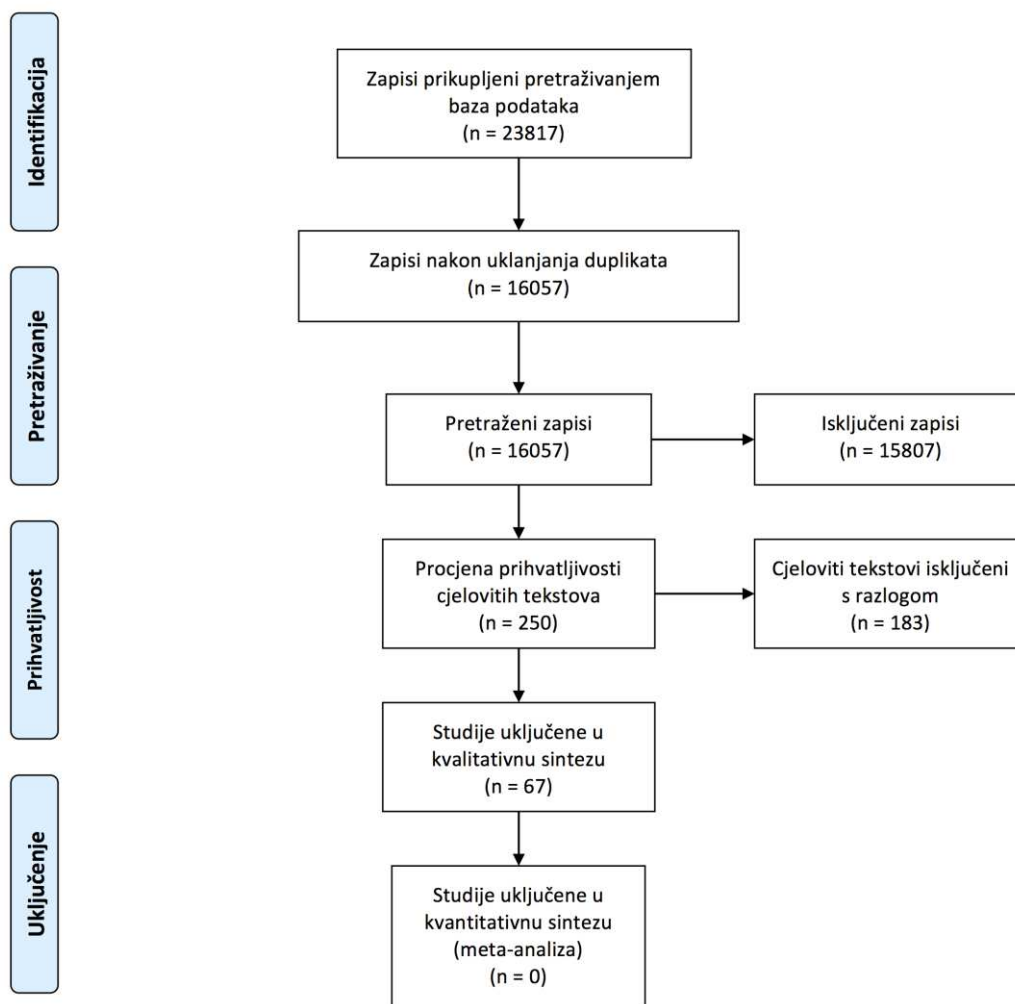 Identifikacija
Zapisi prikupljeni pretraživanjem
baza podataka
(n = 23817)
Zapisi nakon uklanjanja duplikata
(n = 16057)
Pretraživanje
Pretraženi zapisi
(n = 16057)
Isključeni zapisi
(n = 15807)
Prihvatljivost
Procjena prihvatljivosti
cjelovitih tekstova
(n = 250)
Cjeloviti tekstovi isključeni
s razlogom
(n = 183)
Studije uključene u
kvalitativnu sintezu
(n = 67)
Uključenje
Studije uključene u
kvantitativnu sintezu
(meta-analiza)
(n = 0)